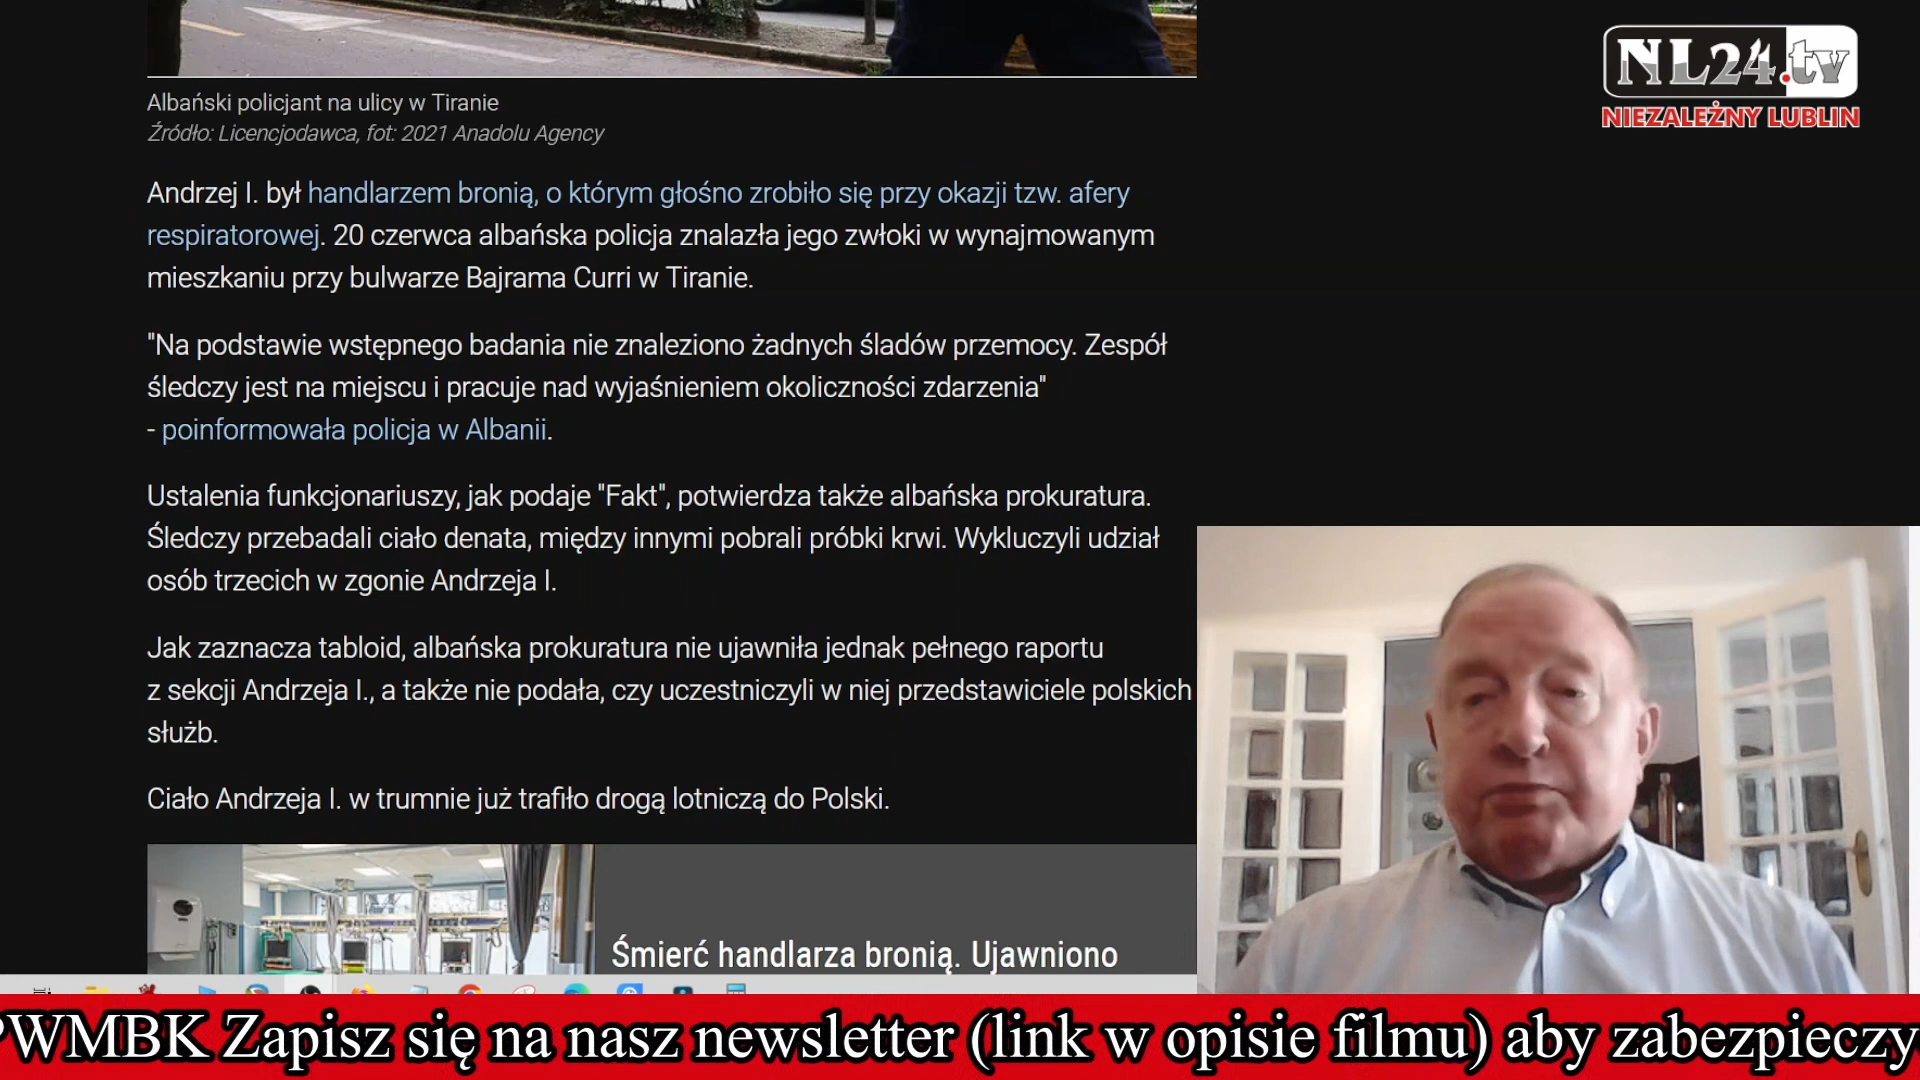 NL24.tv
NIEZALEŻNY LUBLIN
Albański policjant na ulicy w Tiranie
Źródło: Licencjodawca, fot: 2021 Anadolu Agency
Andrzej I. był handlarzem bronią, o którym głośno zrobiło się przy okazji tzw. afery
respiratorowej. 20 czerwca albańska policja znalazła jego zwłoki w wynajmowanym
mieszkaniu przy bulwarze Bajrama Curri w Tiranie.
"Na podstawie wstępnego badania nie znaleziono żadnych śladów przemocy. Zespół
śledczy jest na miejscu i pracuje nad wyjaśnieniem okoliczności zdarzenia"
- poinformowała policja w Albanii.
Ustalenia funkcjonariuszy, jak podaje "Fakt", potwierdza także albańska prokuratura.
Śledczy przebadali ciało denata, między innymi pobrali próbki krwi. Wykluczyli udział
osób trzecich w zgonie Andrzeja I.
Jak zaznacza tabloid, albańska prokuratura nie ujawniła jednak pełnego raportu
z sekcji Andrzeja I., a także nie podała, czy uczestniczyli w niej przedstawiciele polskich
służb.
Ciało Andrzeja I. w trumnie już trafiło drogą lotniczą do Polski.
Śmierć handlarza bronią. Ujawniono
PWMBK Zapisz się na nasz newsletter (link w opisie filmu) aby zabezpieczy